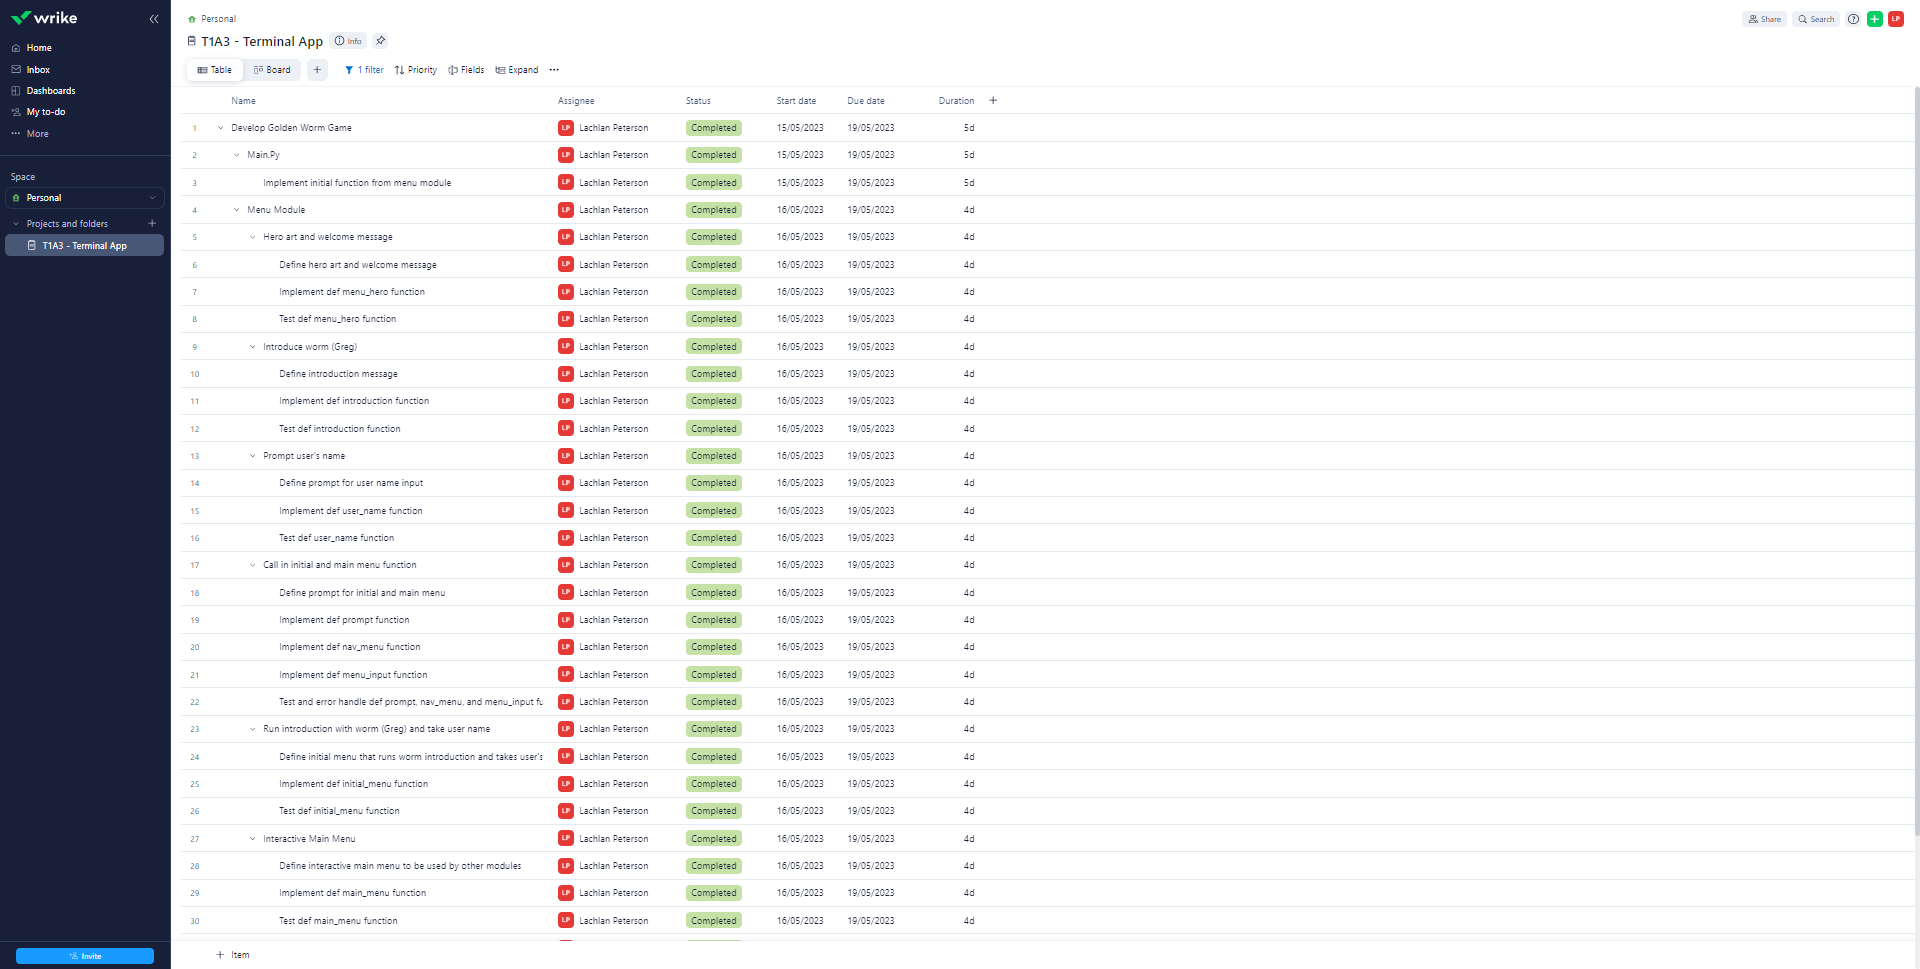 wrike
Home
Inbox
Dashboards
My to-do
More
Space
Personal
Projects and folders
T1A3 - Terminal App
Invite
Personal
Share Search LP
T1A3 - Terminal App Info
Table Board 1 filter Priority Fields Expand
Name Assignee Status Start date Due date Duration
1 Develop Golden Worm Game LP Lachlan Peterson Completed 15/05/2023 19/05/2023 5d
2 Main.Py LP Lachlan Peterson Completed 15/05/2023 19/05/2023 5d
3 Implement initial function from menu module LP Lachlan Peterson Completed 15/05/2023 19/05/2023 5d
4 Menu Module LP Lachlan Peterson Completed 16/05/2023 19/05/2023 4d
5 Hero art and welcome message LP Lachlan Peterson Completed 16/05/2023 19/05/2023 4d
6 Define hero art and welcome message LP Lachlan Peterson Completed 16/05/2023 19/05/2023 4d
7 Implement def menu_hero function LP Lachlan Peterson Completed 16/05/2023 19/05/2023 4d
8 Test def menu_hero function LP Lachlan Peterson Completed 16/05/2023 19/05/2023 4d
9 Introduce worm (Greg) LP Lachlan Peterson Completed 16/05/2023 19/05/2023 4d
10 Define introduction message LP Lachlan Peterson Completed 16/05/2023 19/05/2023 4d
11 Implement def introduction function LP Lachlan Peterson Completed 16/05/2023 19/05/2023 4d
12 Test def introduction function LP Lachlan Peterson Completed 16/05/2023 19/05/2023 4d
13 Prompt user's name LP Lachlan Peterson Completed 16/05/2023 19/05/2023 4d
14 Define prompt for user name input LP Lachlan Peterson Completed 16/05/2023 19/05/2023 4d
15 Implement def user_name function LP Lachlan Peterson Completed 16/05/2023 19/05/2023 4d
16 Test def user_name function LP Lachlan Peterson Completed 16/05/2023 19/05/2023 4d
17 Call in initial and main menu function LP Lachlan Peterson Completed 16/05/2023 19/05/2023 4d
18 Define prompt for initial and main menu LP Lachlan Peterson Completed 16/05/2023 19/05/2023 4d
19 Implement def prompt function LP Lachlan Peterson Completed 16/05/2023 19/05/2023 4d
20 Implement def nav_menu function LP Lachlan Peterson Completed 16/05/2023 19/05/2023 4d
21 Implement def menu_input function LP Lachlan Peterson Completed 16/05/2023 19/05/2023 4d
22 Test and error handle def prompt, nav_menu, and menu_input fu LP Lachlan Peterson Completed 16/05/2023 19/05/2023 4d
23 Run introduction with worm (Greg) and take user name LP Lachlan Peterson Completed 16/05/2023 19/05/2023 4d
24 Define initial menu that runs worm introduction and takes user's LP Lachlan Peterson Completed 16/05/2023 19/05/2023 4d
25 Implement def initial_menu function LP Lachlan Peterson Completed 16/05/2023 19/05/2023 4d
26 Test def initial_menu function LP Lachlan Peterson Completed 16/05/2023 19/05/2023 4d
27 Interactive Main Menu LP Lachlan Peterson Completed 16/05/2023 19/05/2023 4d
28 Define interactive main menu to be used by other modules LP Lachlan Peterson Completed 16/05/2023 19/05/2023 4d
29 Implement def main_menu function LP Lachlan Peterson Completed 16/05/2023 19/05/2023 4d
30 Test def main_menu function LP Lachlan Peterson Completed 16/05/2023 19/05/2023 4d
Item